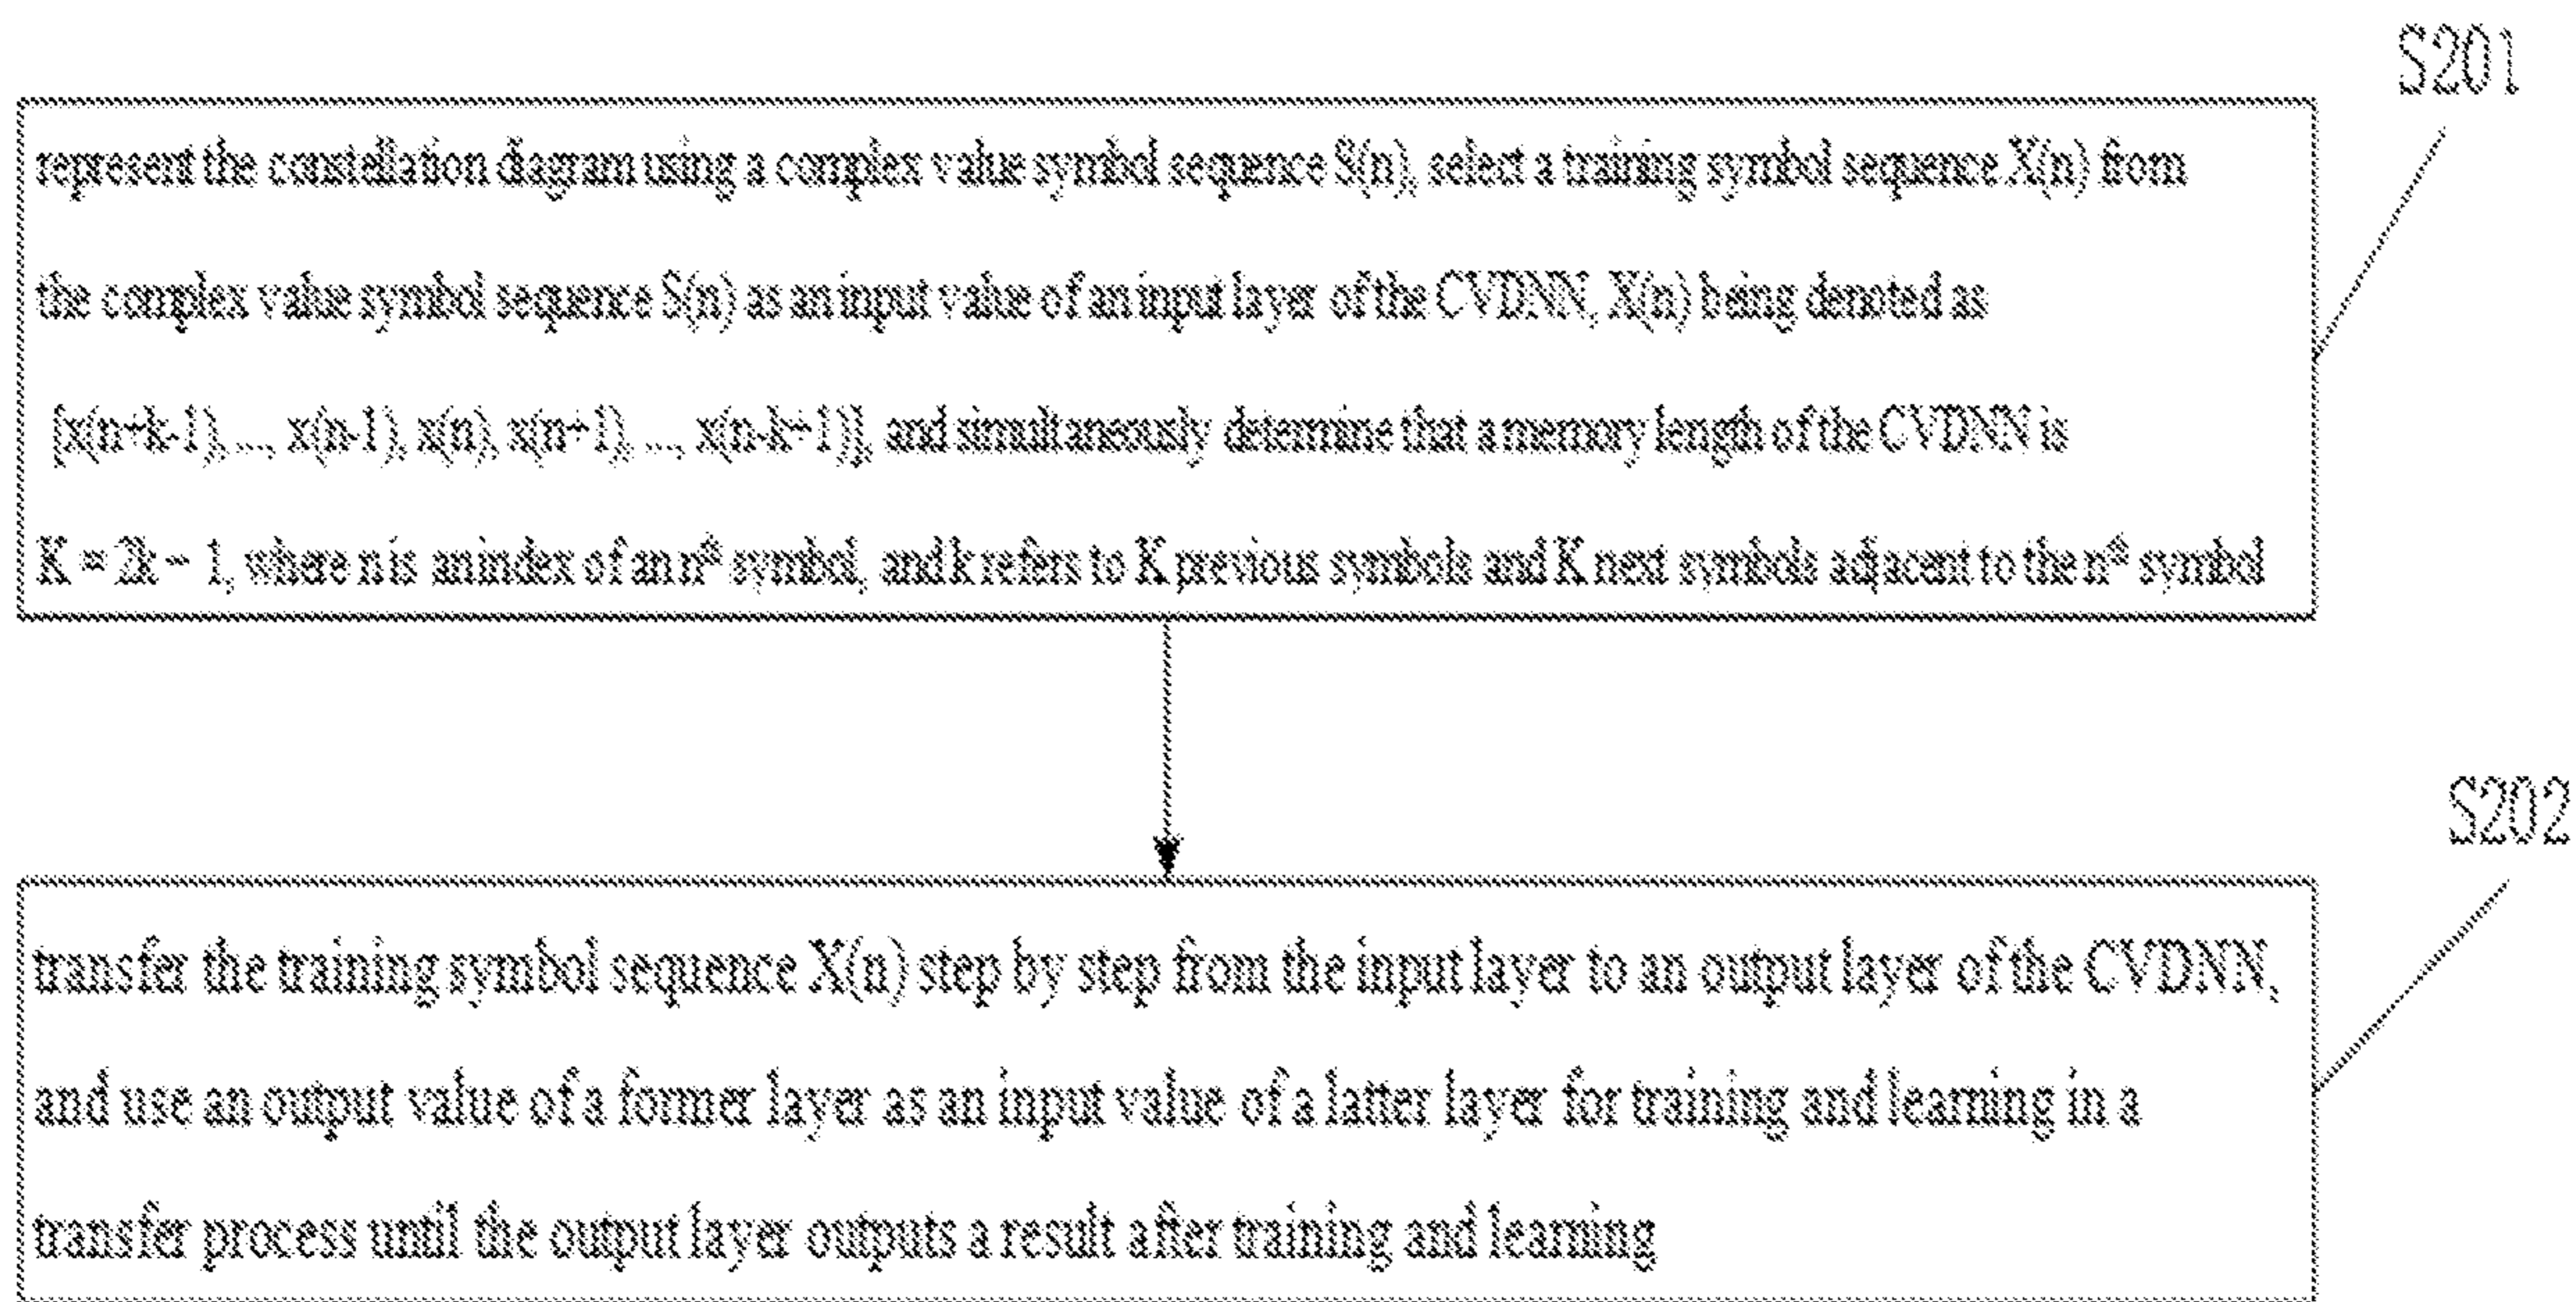 S201
represent the constellation diagram using a complex value symbol sequence S(n), select a training symbol sequence X(n) from
the complex value symbol sequence S(n) as an input value of an input layer of the CVDNN, X(n) being denoted as
[x(n+k-1), ..., x(n-1), x(n), x(n+1), ..., x(n-k+1)], and simultaneously determine that a memory length of the CVDNN is
K = 2k - 1, where n is an index of an nth symbol, and k refers to K previous symbols and K next symbols adjacent to the nth symbol
S202
transfer the training symbol sequence X(n) step by step from the input layer to an output layer of the CVDNN,
and use an output value of a former layer as an input value of a latter layer for training and learning in a
transfer process until the output layer outputs a result after training and learning